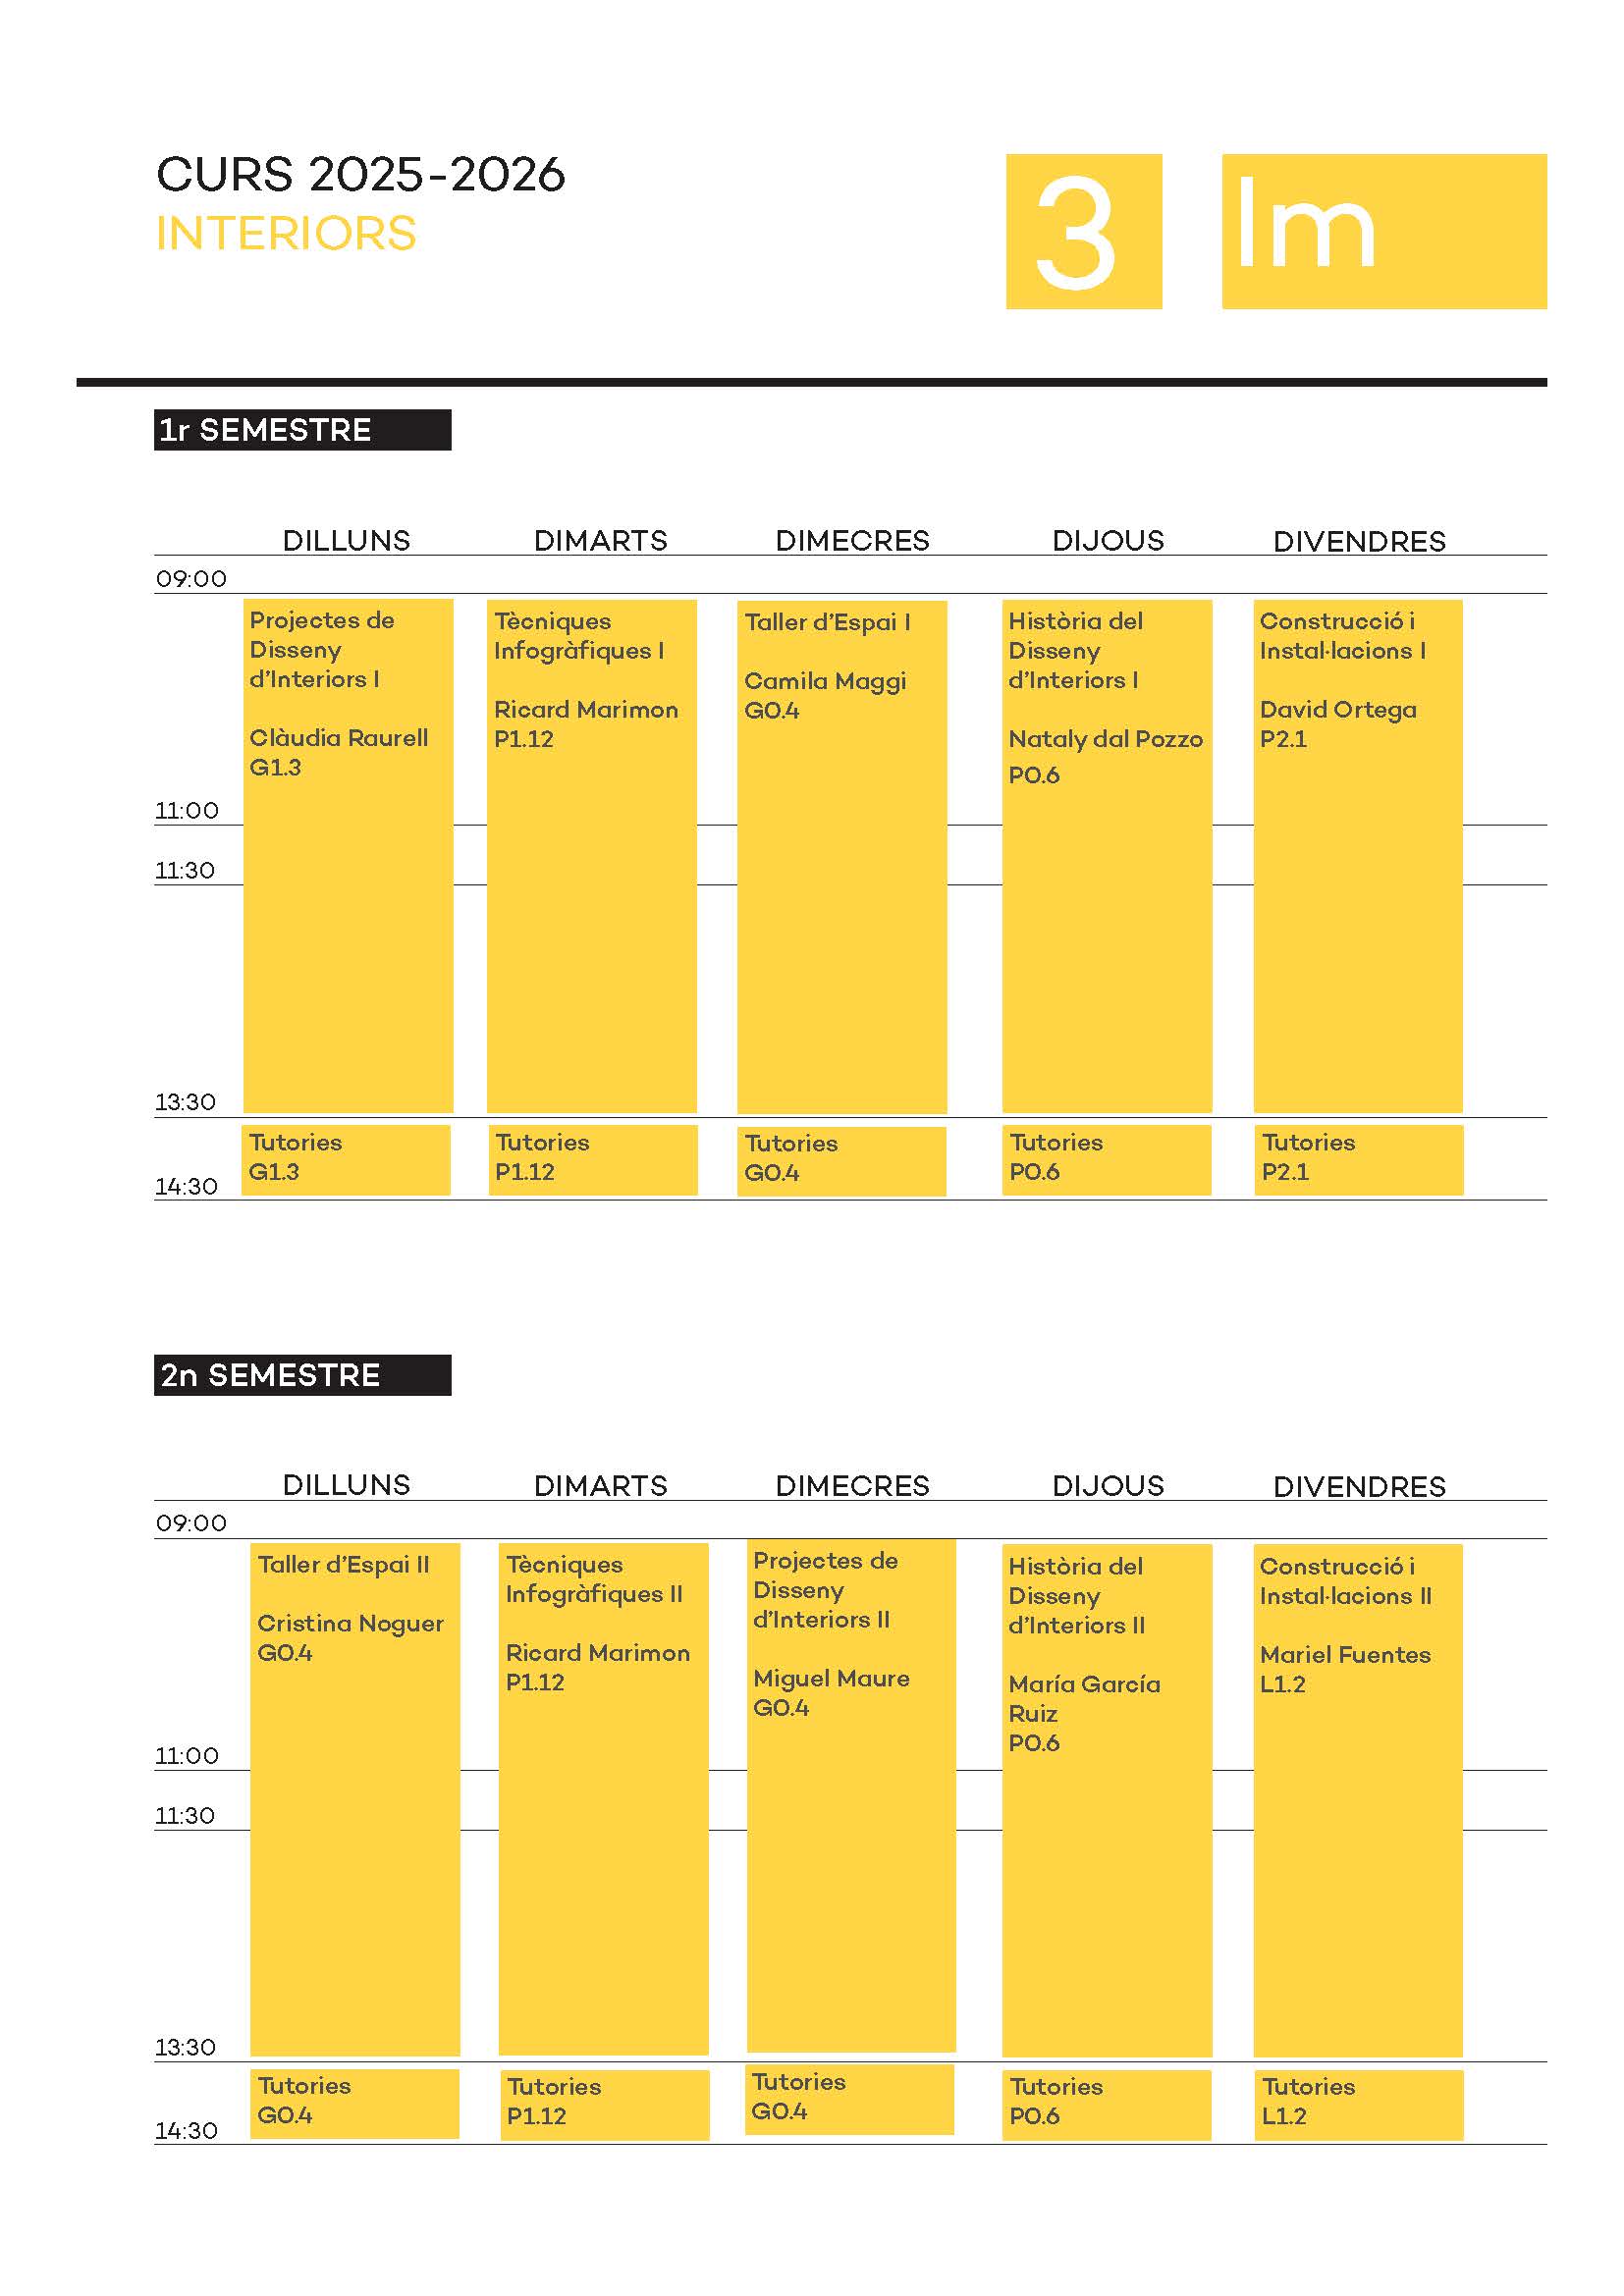 CURS 2025-2026
INTERIORS
3
Im
1r SEMESTRE
DILLUNS
DIMARTS
DIMECRES
DIJOUS
DIVENDRES
09:00
Projectes de
Disseny
d'Interiors I
Clàudia Raurell
G1.3
Tècniques
Infogràfiques I
Ricard Marimon
P1.12
Taller d'Espai I
Camila Maggi
G0.4
Història del
Disseny
d'Interiors I
Nataly dal Pozzo
P0.6
Construcció i
Instal·lacions I
David Ortega
P2.1
11:00
11:30
13:30
Tutories
G1.3
Tutories
P1.12
Tutories
G0.4
Tutories
P0.6
Tutories
P2.1
14:30
2n SEMESTRE
DILLUNS
DIMARTS
DIMECRES
DIJOUS
DIVENDRES
09:00
Taller d'Espai II
Cristina Noguer
G0.4
Tècniques
Infogràfiques II
Ricard Marimon
P1.12
Projectes de
Disseny
d'Interiors II
Miguel Maure
G0.4
Història del
Disseny
d'Interiors II
María García
Ruiz
P0.6
Construcció i
Instal·lacions II
Mariel Fuentes
L1.2
11:00
11:30
13:30
Tutories
G0.4
Tutories
P1.12
Tutories
G0.4
Tutories
P0.6
Tutories
L1.2
14:30